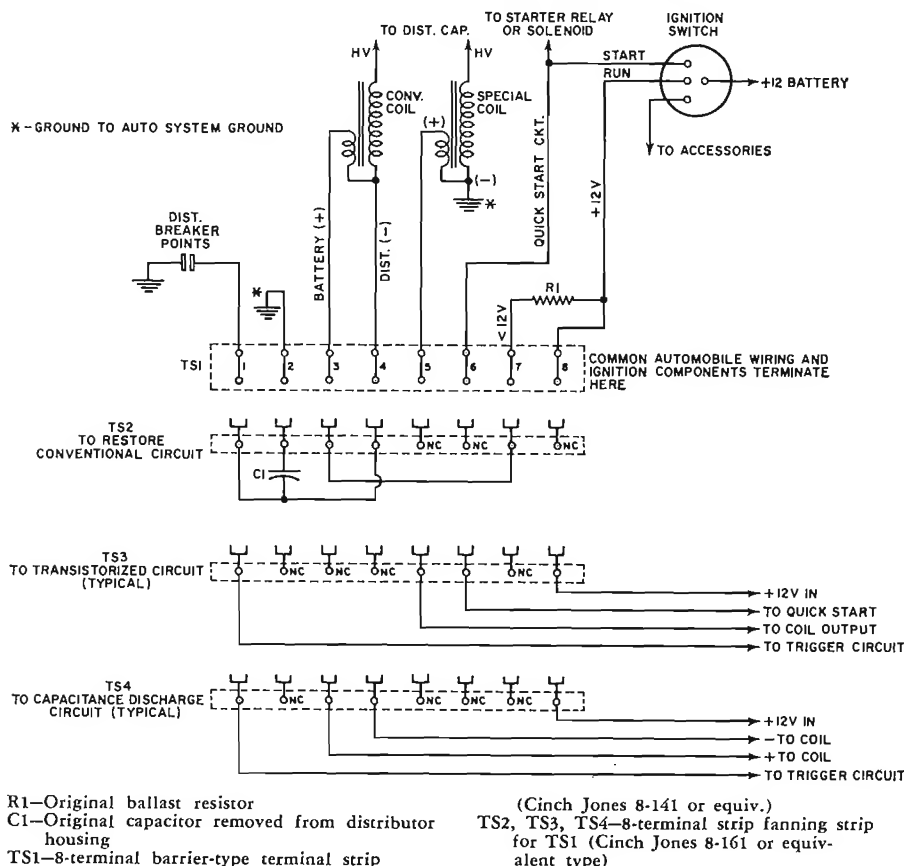 TO STARTER RELAY
OR SOLENOID
IGNITION
SWITCH
TO DIST. CAP.
HV
HV
START
RUN
+12 BATTERY
CONV.
COIL
SPECIAL
COIL
(+)
(-)
*
* - GROUND TO AUTO SYSTEM GROUND
TO ACCESSORIES
QUICK START CKT.
+12V
DIST.
BREAKER
POINTS
BATTERY (+)
DIST. (-)
*
R1
<12V
TS1
1 2 3 4 5 6 7 8
COMMON AUTOMOBILE WIRING AND
IGNITION COMPONENTS TERMINATE
HERE
TS2
TO RESTORE
CONVENTIONAL CIRCUIT
NC NC NC
C1
TS3
TO TRANSISTORIZED CIRCUIT
(TYPICAL)
NC NC NC NC
+12V IN
TO QUICK START
TO COIL OUTPUT
TO TRIGGER CIRCUIT
TS4
TO CAPACITANCE DISCHARGE
CIRCUIT (TYPICAL)
NC NC NC NC
+12V IN
- TO COIL
+ TO COIL
TO TRIGGER CIRCUIT
R1—Original ballast resistor
C1—Original capacitor removed from distributor
housing
TS1—8-terminal barrier-type terminal strip
(Cinch Jones 8-141 or equiv.)
TS2, TS3, TS4—8-terminal strip fanning strip
for TS1 (Cinch Jones 8-161 or equiv-
alent type)